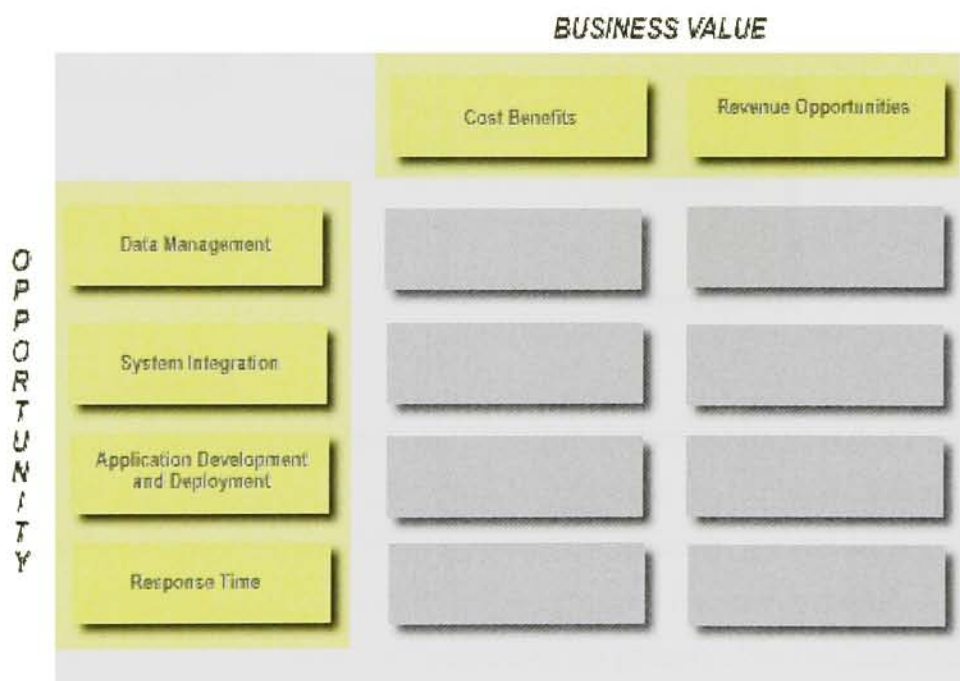 BUSINESS VALUE
Cost Benefits
Revenue Opportunities
OPPORTUNITY
Data Management
System Integration
Application Development
and Deployment
Response Time